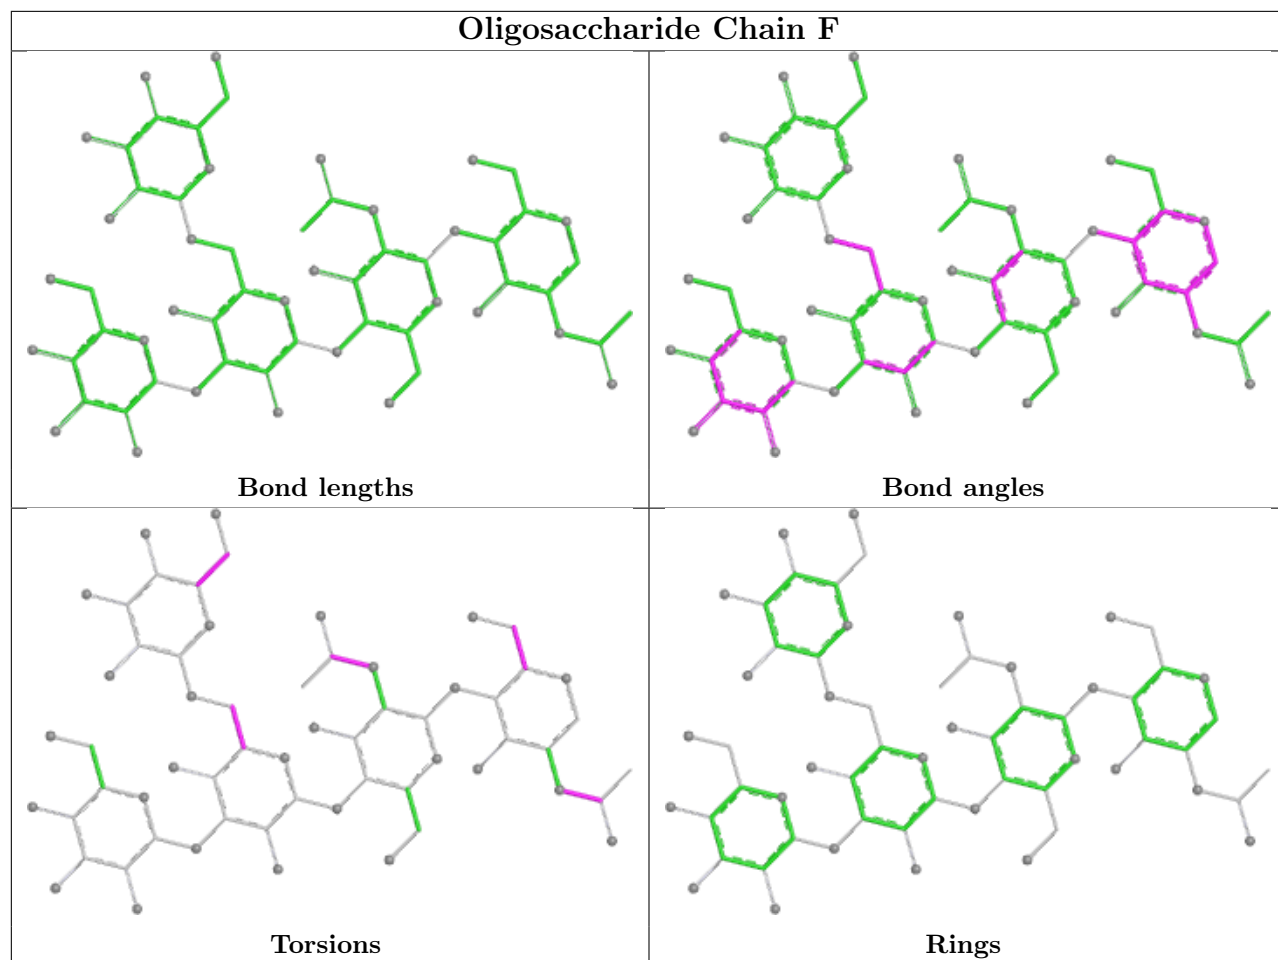 Oligosaccharide Chain F
Bond lengths
Bond angles
Torsions
Rings